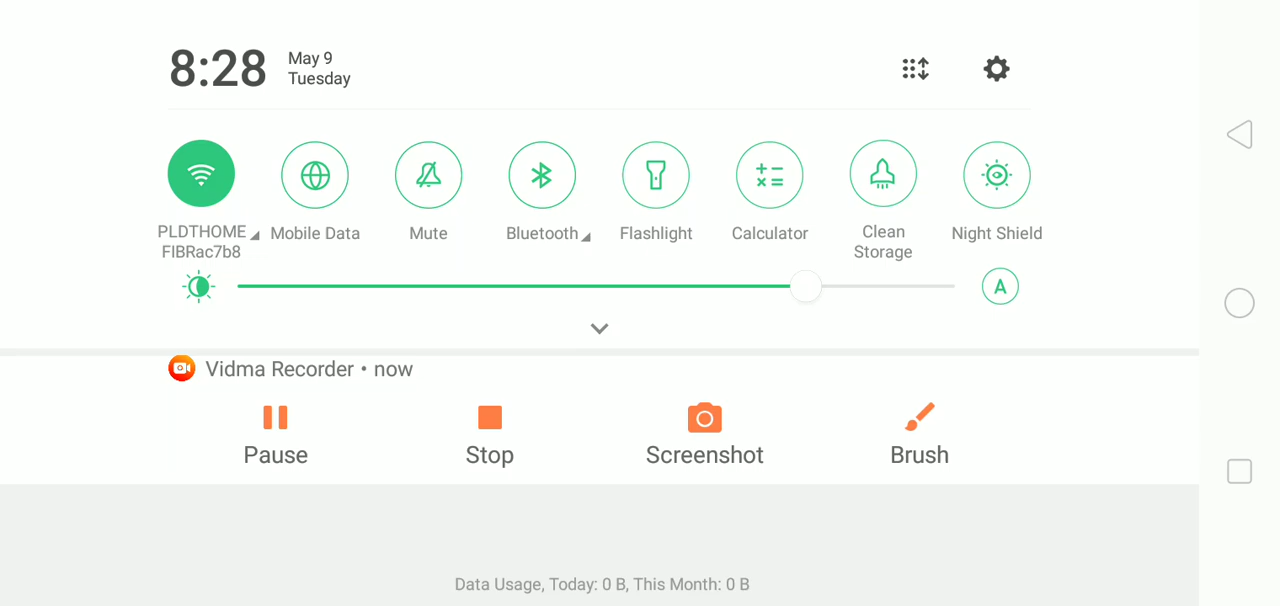 8:28
May 9
Tuesday
PLDTHOME
FIBRac7b8
Mobile Data
Mute
Bluetooth
Flashlight
Calculator
Clean
Storage
Night Shield
A
Vidma Recorder • now
Pause
Stop
Screenshot
Brush
Data Usage, Today: 0 B, This Month: 0 B